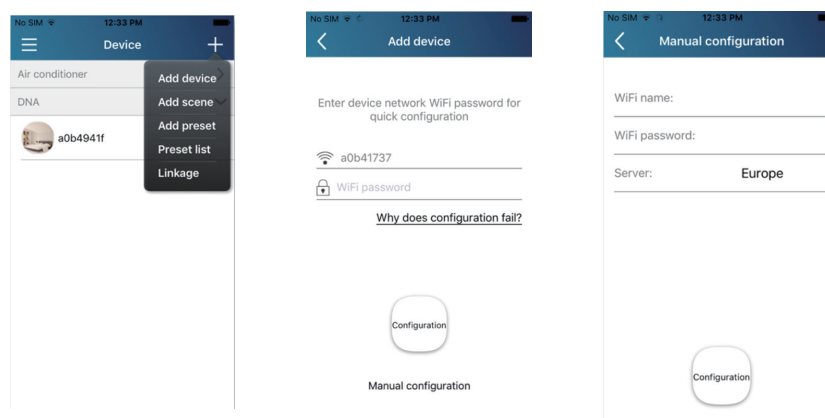 No SIM 12:33 PM
Device
Air conditioner
DNA
a0b4941f
Add device
Add scene
Add preset
Preset list
Linkage
No SIM 12:33 PM
Add device
Enter device network WiFi password for
quick configuration
a0b41737
WiFi password
Why does configuration fail?
Configuration
Manual configuration
No SIM 12:33 PM
Manual configuration
WiFi name:
WiFi password:
Server: Europe
Configuration